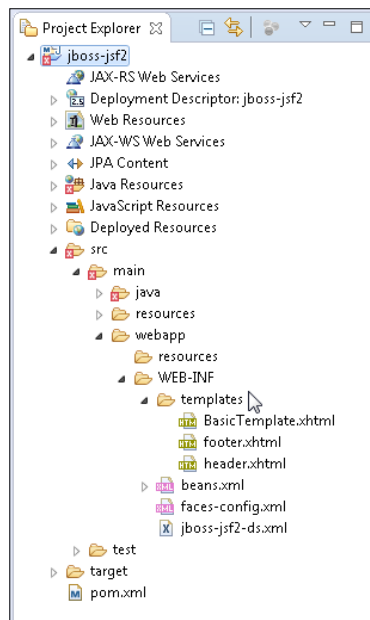 Project Explorer
jboss-jsf2
JAX-RS Web Services
Deployment Descriptor: jboss-jsf2
Web Resources
JAX-WS Web Services
JPA Content
Java Resources
JavaScript Resources
Deployed Resources
src
main
java
resources
webapp
resources
WEB-INF
templates
BasicTemplate.xhtml
footer.xhtml
header.xhtml
beans.xml
faces-config.xml
jboss-jsf2-ds.xml
test
target
pom.xml